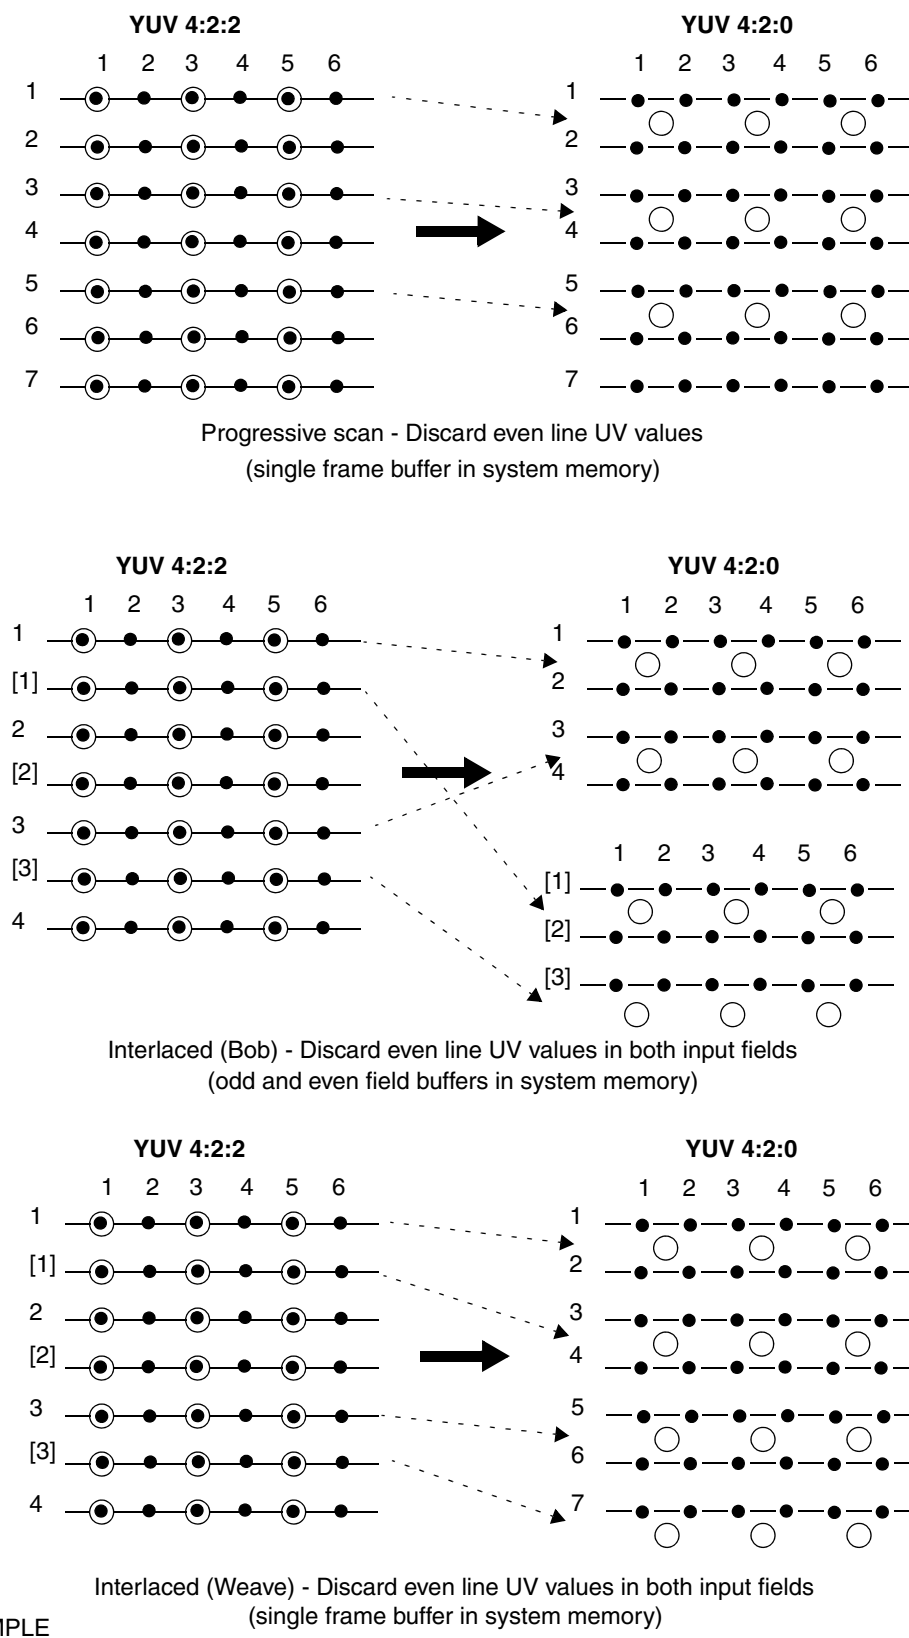 YUV 4:2:2 YUV 4:2:0
1 2 3 4 5 6 1 2 3 4 5 6
1 1
2 2
3 3
4 4
5 5
6 6
7 7
Progressive scan - Discard even line UV values
(single frame buffer in system memory)
YUV 4:2:2 YUV 4:2:0
1 2 3 4 5 6 1 2 3 4 5 6
1 1
[1] 2
2 3
[2] 4
3
1 2 3 4 5 6
[3] [1]
4 [2]
[3]
Interlaced (Bob) - Discard even line UV values in both input fields
(odd and even field buffers in system memory)
YUV 4:2:2 YUV 4:2:0
1 2 3 4 5 6 1 2 3 4 5 6
1 1
[1] 2
2 3
[2] 4
3 5
[3] 6
4 7
Interlaced (Weave) - Discard even line UV values in both input fields
(single frame buffer in system memory)
MPLE